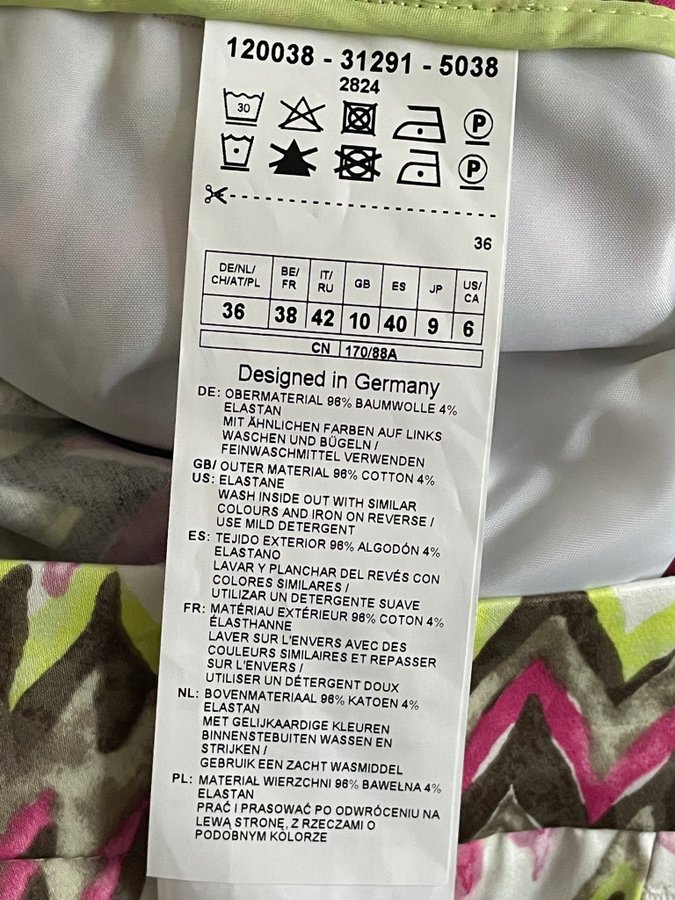 120038 - 31291 - 5038
2824
30
P
P
36
DE/NL/ CH/AT/PL BE/ FR IT/ RU GB ES JP US/ CA
36 38 42 10 40 9 6
CN 170/88A
Designed in Germany
DE: OBERMATERIAL 96% BAUMWOLLE 4%
ELASTAN
MIT ÄHNLICHEN FARBEN AUF LINKS
WASCHEN UND BÜGELN /
FEINWASCHMITTEL VERWENDEN
GB/ OUTER MATERIAL 96% COTTON 4%
US: ELASTANE
WASH INSIDE OUT WITH SIMILAR
COLOURS AND IRON ON REVERSE /
USE MILD DETERGENT
ES: TEJIDO EXTERIOR 96% ALGODÓN 4%
ELASTANO
LAVAR Y PLANCHAR DEL REVÉS CON
COLORES SIMILARES /
UTILIZAR UN DETERGENTE SUAVE
FR: MATÉRIAU EXTÉRIEUR 96% COTON 4%
ÉLASTHANNE
LAVER SUR L'ENVERS AVEC DES
COULEURS SIMILAIRES ET REPASSER
SUR L'ENVERS /
UTILISER UN DÉTERGENT DOUX
NL: BOVENMATERIAAL 96% KATOEN 4%
ELASTAN
MET GELIJKAARDIGE KLEUREN
BINNENSTEBUITEN WASSEN EN
STRIJKEN /
GEBRUIK EEN ZACHT WASMIDDEL
PL: MATERIAŁ WIERZCHNI 96% BAWEŁNA 4%
ELASTAN
PRAĆ I PRASOWAĆ PO ODWRÓCENIU NA
LEWĄ STRONĘ, Z RZECZAMI O
PODOBNYM KOLORZE